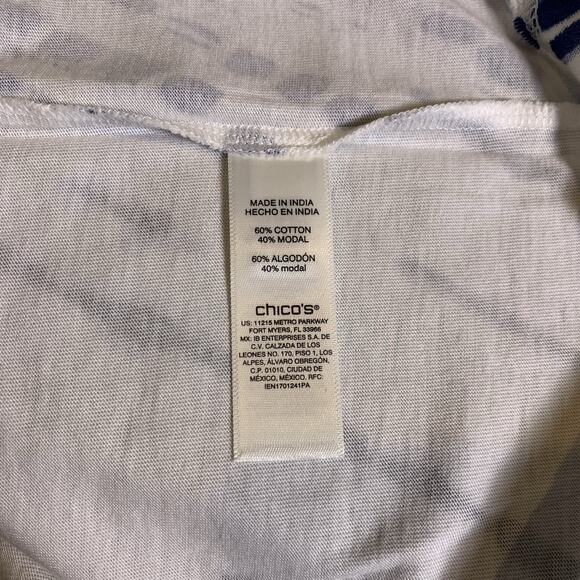 MADE IN INDIA
HECHO EN INDIA
60% COTTON
40% MODAL
60% ALGODÓN
40% modal
chico's®
US: 11215 METRO PARKWAY
FORT MYERS, FL 33966
MX: IB ENTERPRISES S.A. DE
C.V. CALZADA DE LOS
LEONES NO. 170, PISO 1, LOS
ALPES, ÁLVARO OBREGÓN,
C.P. 01010, CIUDAD DE
MÉXICO, MÉXICO. RFC:
IEN1701241PA